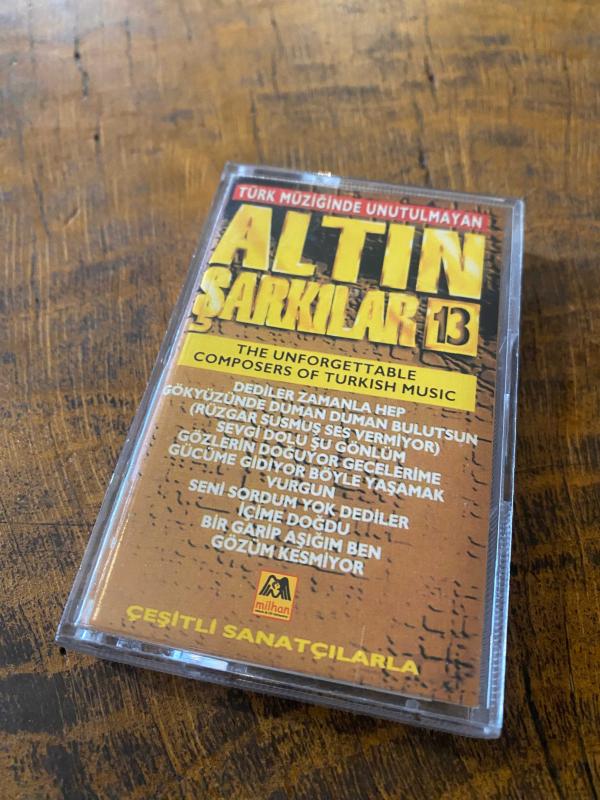 TÜRK MÜZİĞİNDE UNUTULMAYAN
ALTIN
ŞARKILAR 13
THE UNFORGETTABLE
COMPOSERS OF TURKISH MUSIC
DEDİLER ZAMANLA HEP
GÖKYÜZÜNDE DUMAN DUMAN BULUTSUN
(RÜZGAR SUSMUŞ SES VERMİYOR)
SEVGİ DOLU ŞU GÖNLÜM
GÖZLERİN DOĞUYOR GECELERİME
GÜCÜME GİDİYOR BÖYLE YAŞAMAK
VURGUN
SENİ SORDUM YOK DEDİLER
İÇİME DOĞDU
BİR GARİP AŞIĞIM BEN
GÖZÜM KESMİYOR
milhan
ÇEŞİTLİ SANATÇILARLA